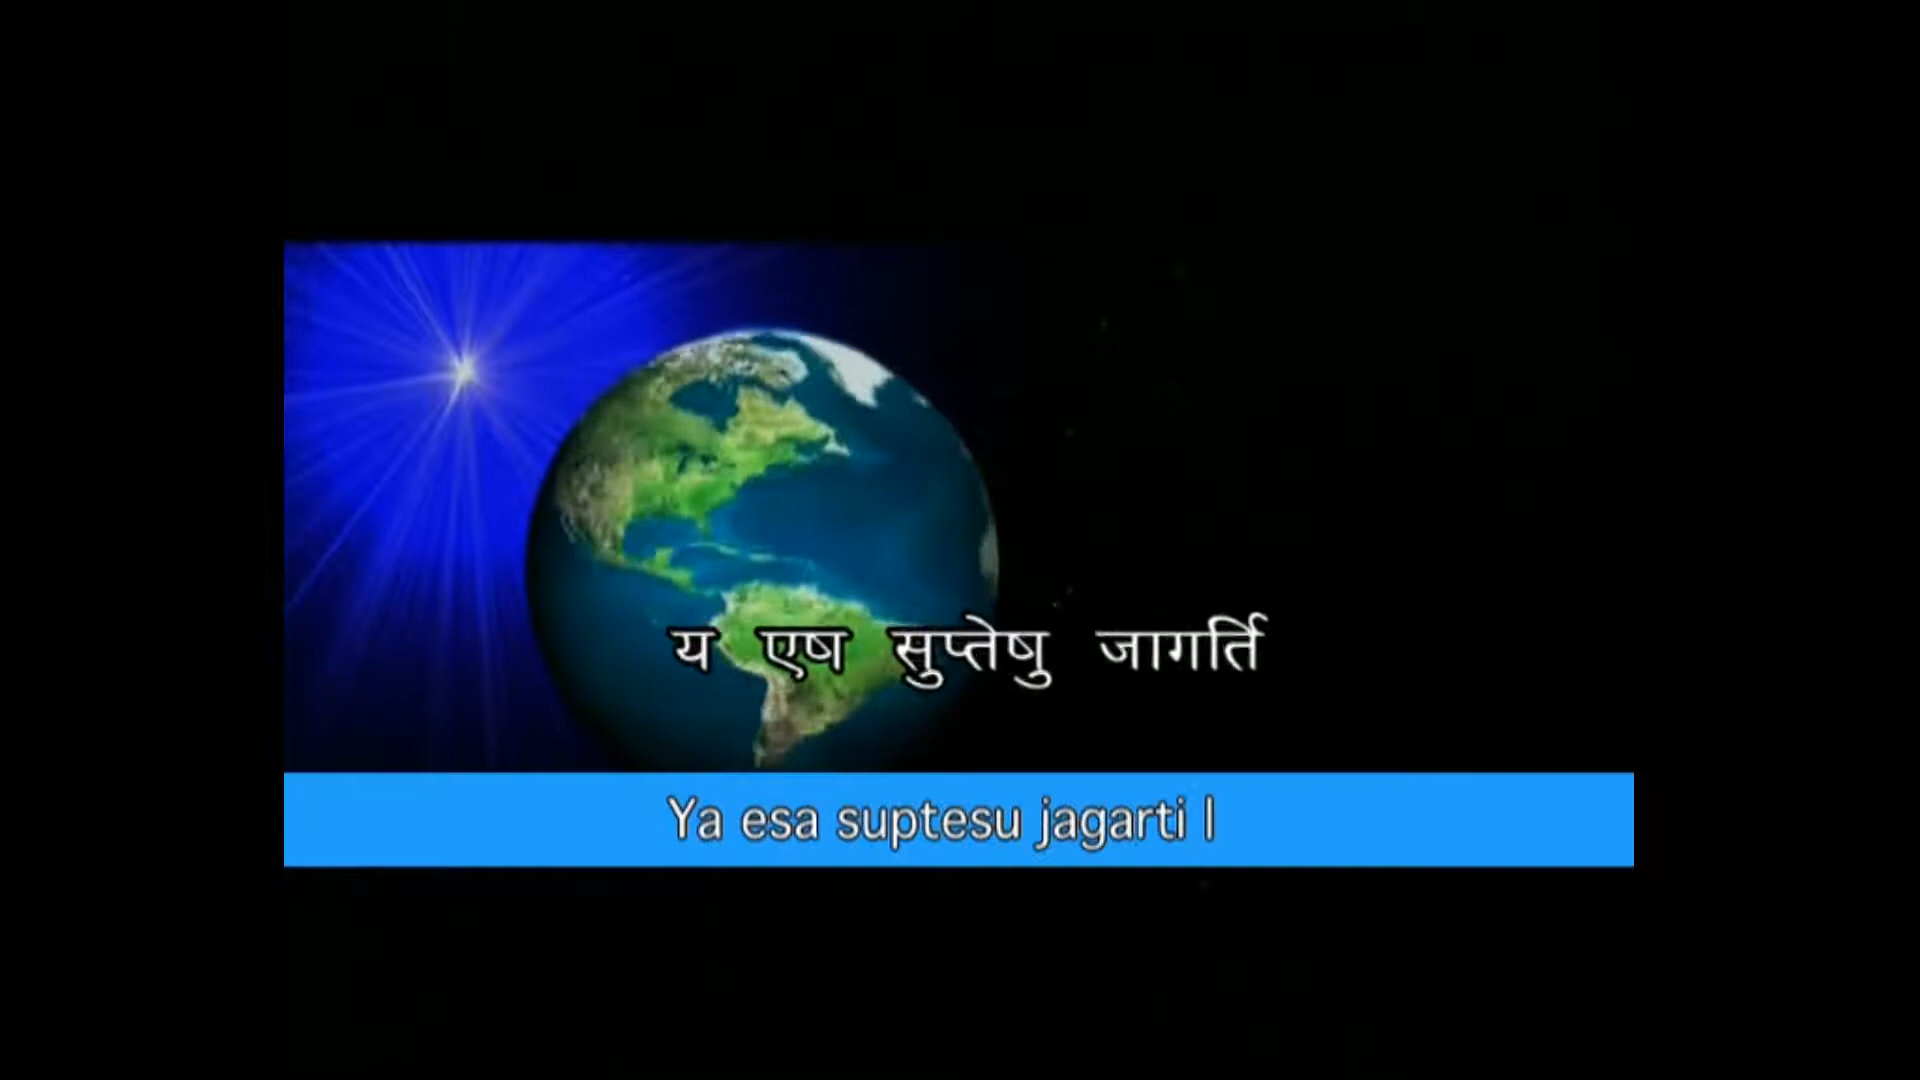 य एष सुप्तेषु जागर्ति
Ya esa suptesu jagarti |